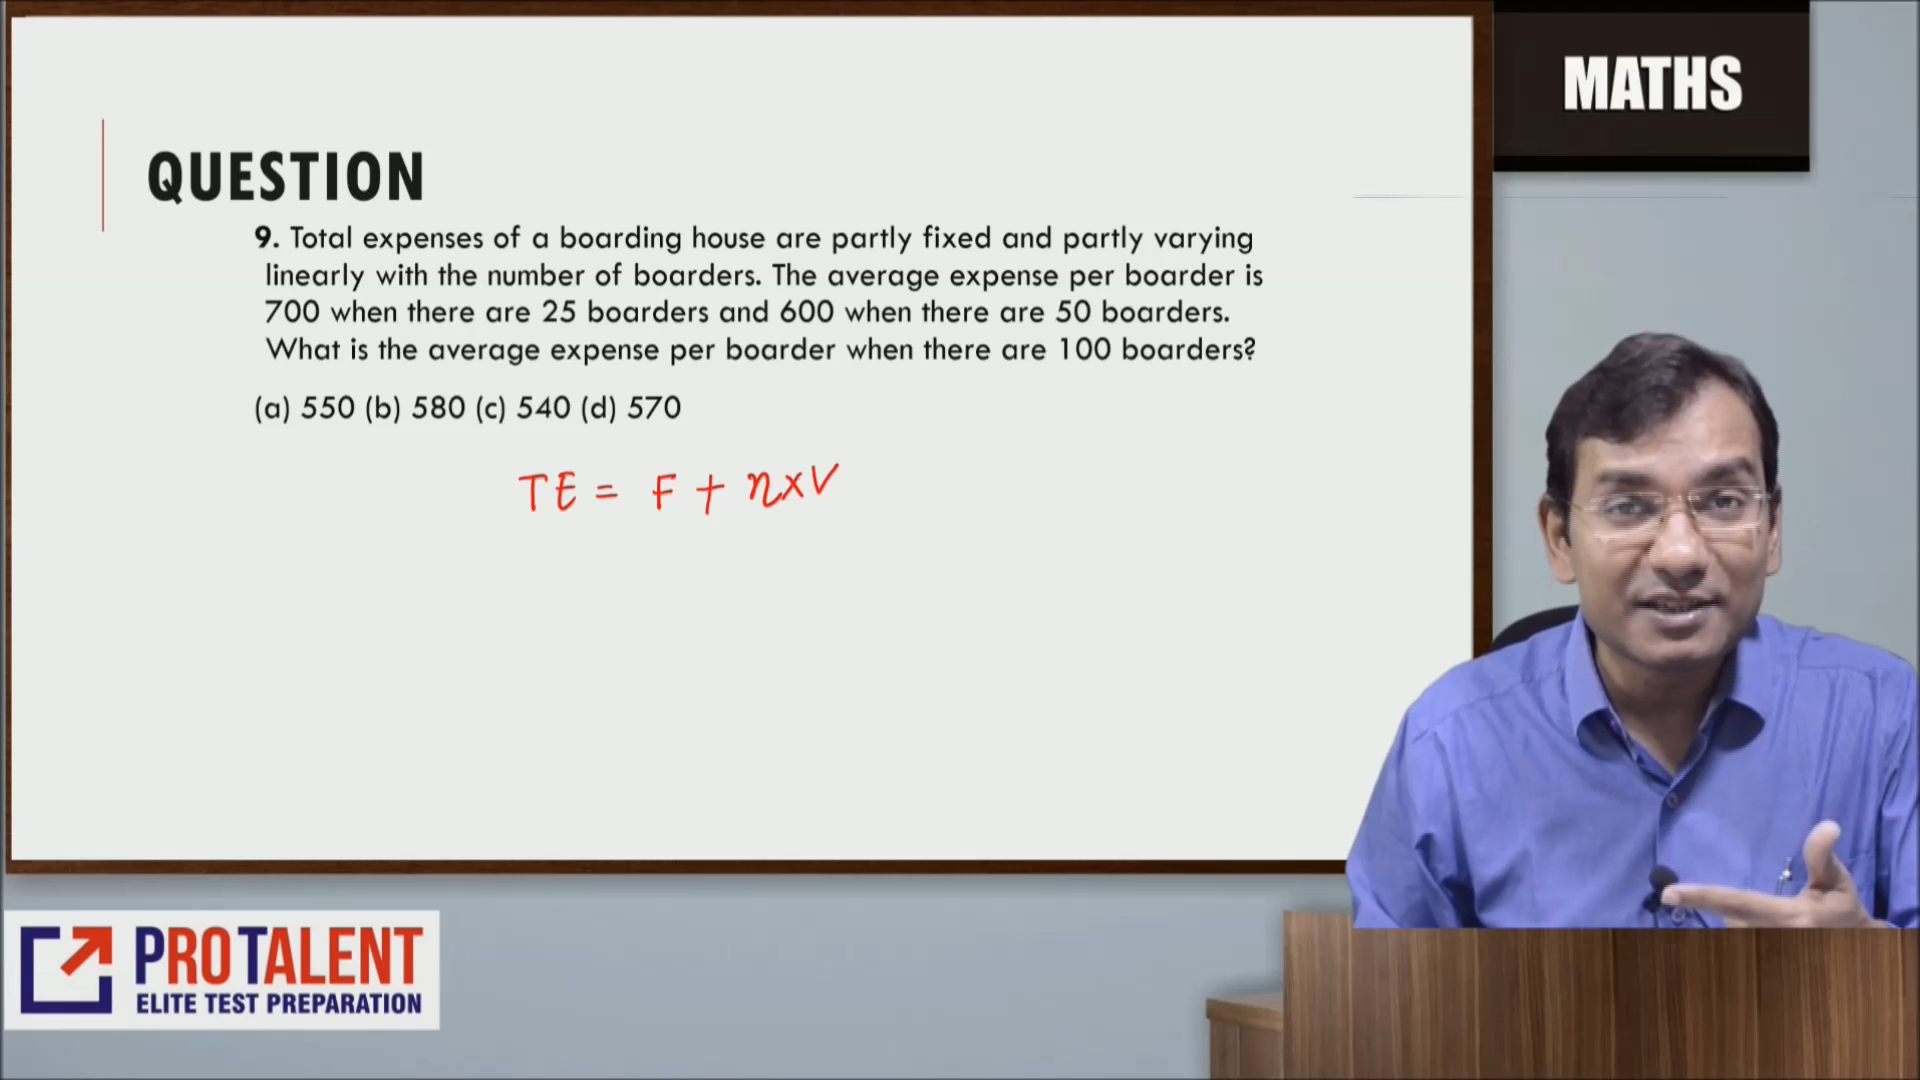 MATHS
QUESTION
9. Total expenses of a boarding house are partly fixed and partly varying
linearly with the number of boarders. The average expense per boarder is
700 when there are 25 boarders and 600 when there are 50 boarders.
What is the average expense per boarder when there are 100 boarders?
(a) 550 (b) 580 (c) 540 (d) 570
TE = F + n×V
PROTALENT
ELITE TEST PREPARATION